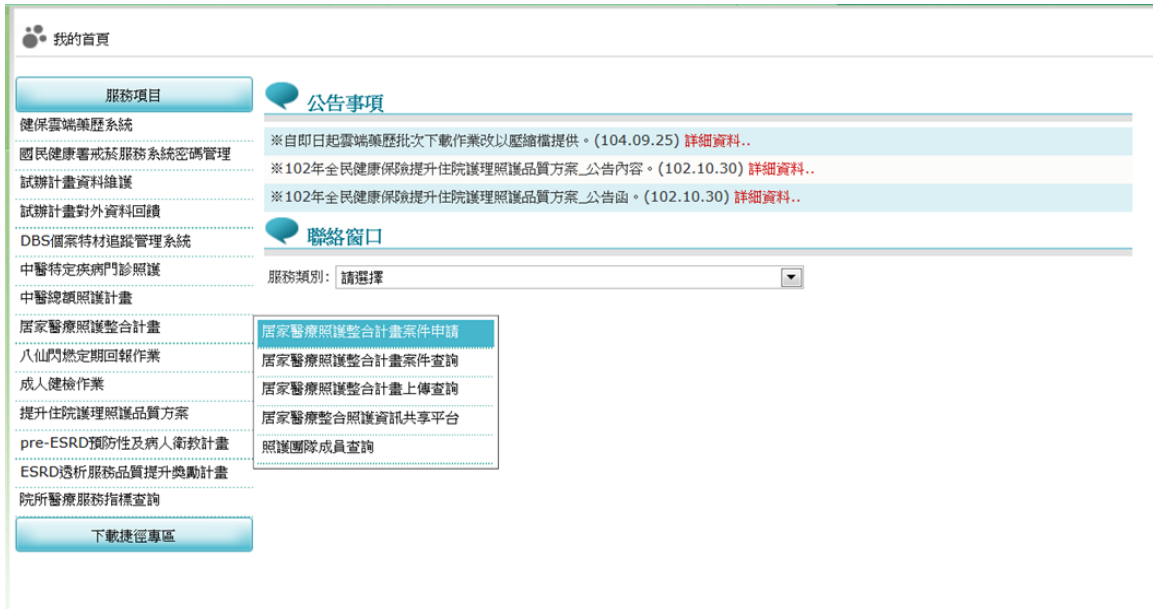 我的首頁
服務項目
健保雲端藥歷系統
國民健康署戒菸服務系統密碼管理
試辦計畫資料維護
試辦計畫對外資料回饋
DBS個案特材追蹤管理系統
中醫特定疾病門診照護
中醫總額照護計畫
居家醫療照護整合計畫
八仙閃燃定期回報作業
成人健檢作業
提升住院護理照護品質方案
pre-ESRD預防性及病人衛教計畫
ESRD透析服務品質提升獎勵計畫
院所醫療服務指標查詢
下載捷徑專區
公告事項
※自即日起雲端藥歷批次下載作業改以壓縮檔提供。(104.09.25) 詳細資料..
※102年全民健康保險提升住院護理照護品質方案_公告內容。(102.10.30) 詳細資料..
※102年全民健康保險提升住院護理照護品質方案_公告函。(102.10.30) 詳細資料..
聯絡窗口
服務類別: 請選擇
居家醫療照護整合計畫案件申請
居家醫療照護整合計畫案件查詢
居家醫療照護整合計畫上傳查詢
居家醫療整合照護資訊共享平台
照護團隊成員查詢